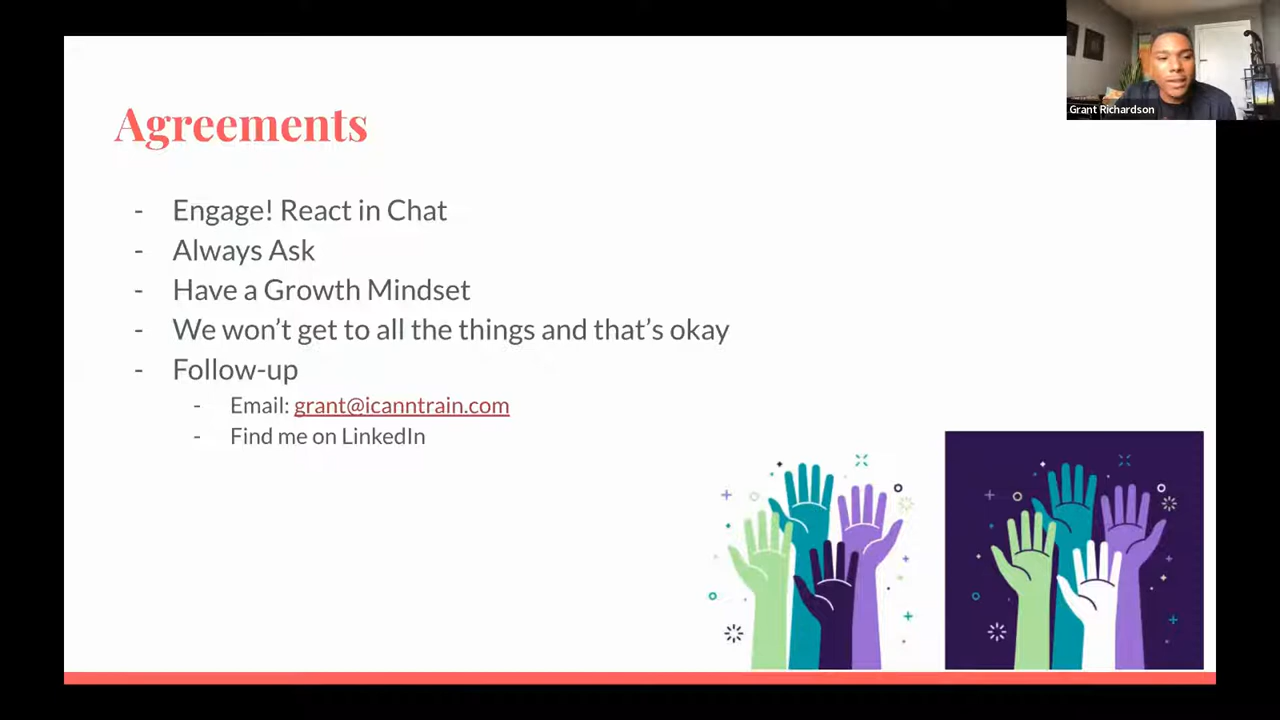 Agreements
- Engage! React in Chat
- Always Ask
- Have a Growth Mindset
- We won't get to all the things and that's okay
- Follow-up
- Email: grant@icanntrain.com
- Find me on LinkedIn
Grant Richardson